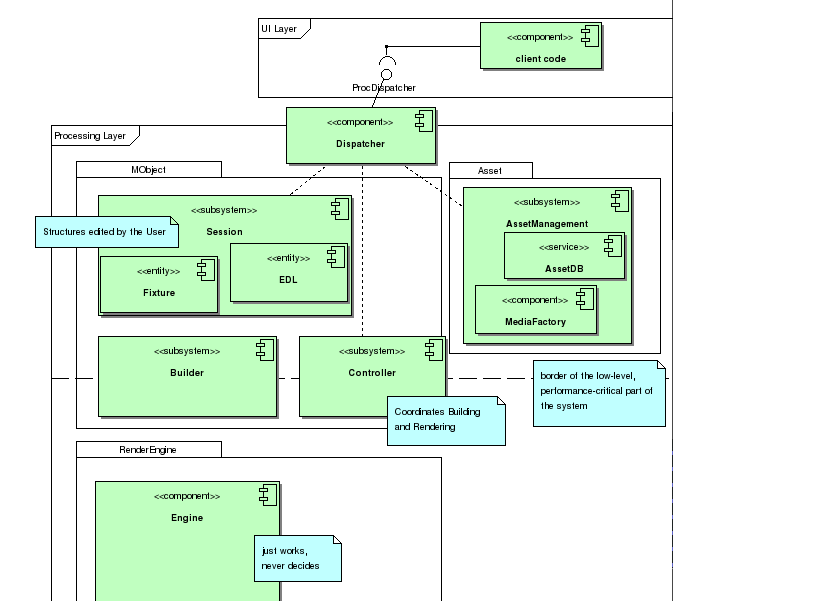 UI Layer
<<component>>
client code
ProcDispatcher
Processing Layer
<<component>>
Dispatcher
MObject
Asset
<<subsystem>>
Session
Structures edited by the User
<<entity>>
EDL
<<entity>>
Fixture
<<subsystem>>
AssetManagement
<<service>>
AssetDB
<<component>>
MediaFactory
<<subsystem>>
Builder
<<subsystem>>
Controller
border of the low-level,
performance-critical part of
the system
Coordinates Building
and Rendering
RenderEngine
<<component>>
Engine
just works,
never decides